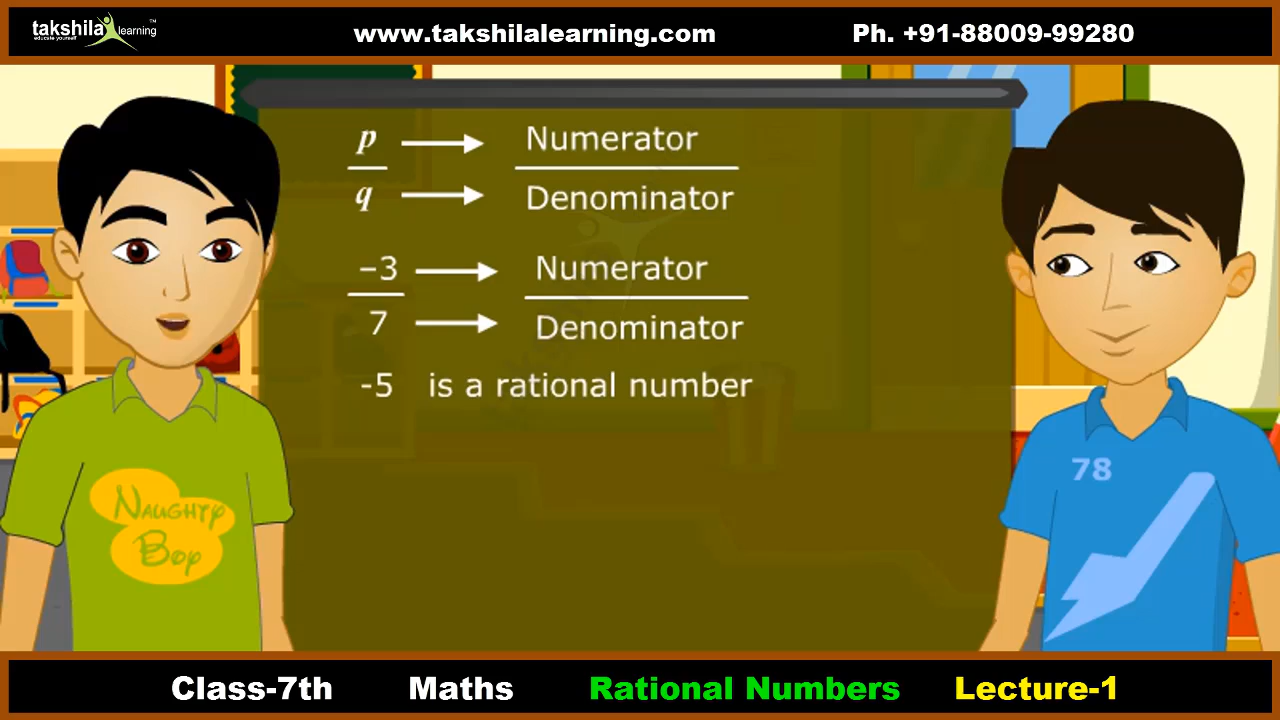 takshila learning
educate yourself
TM
www.takshilalearning.com
Ph. +91-88009-99280
p → Numerator
q → Denominator
–3 → Numerator
7 → Denominator
-5 is a rational number
NAUGHTY
BOY
78
Class-7th Maths Rational Numbers Lecture-1